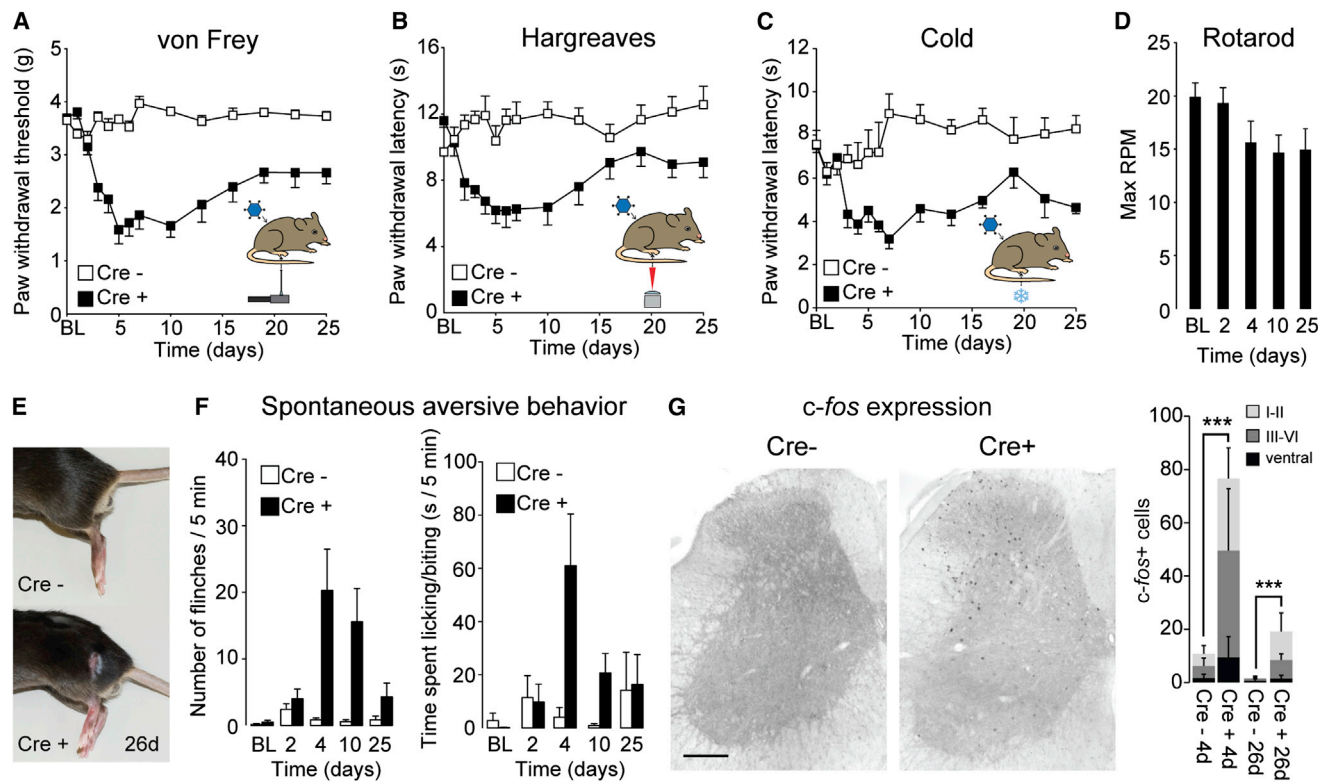 A
von Frey
Paw withdrawal threshold (g)
5
4
3
2
1
0
Cre -
Cre +
BL 5 10 15 20 25
Time (days)
B
Hargreaves
Paw withdrawal latency (s)
16
12
8
4
0
Cre -
Cre +
BL 5 10 15 20 25
Time (days)
C
Cold
Paw withdrawal latency (s)
12
10
8
6
4
2
0
Cre -
Cre +
BL 5 10 15 20 25
Time (days)
D
Rotarod
Max RPM
25
20
15
10
5
0
BL 2 4 10 25
Time (days)
E
Cre -
Cre + 26d
F
Spontaneous aversive behavior
Number of flinches / 5 min
40
30
20
10
0
Cre -
Cre +
BL 2 4 10 25
Time (days)
Time spent licking/biting (s / 5 min)
100
80
60
40
20
0
Cre -
Cre +
BL 2 4 10 25
Time (days)
G
c-fos expression
Cre- Cre+
c-fos+ cells
100
80
60
40
20
0
I-II
III-VI
ventral
***
***
Cre - 4d
Cre + 4d
Cre - 26d
Cre + 26d